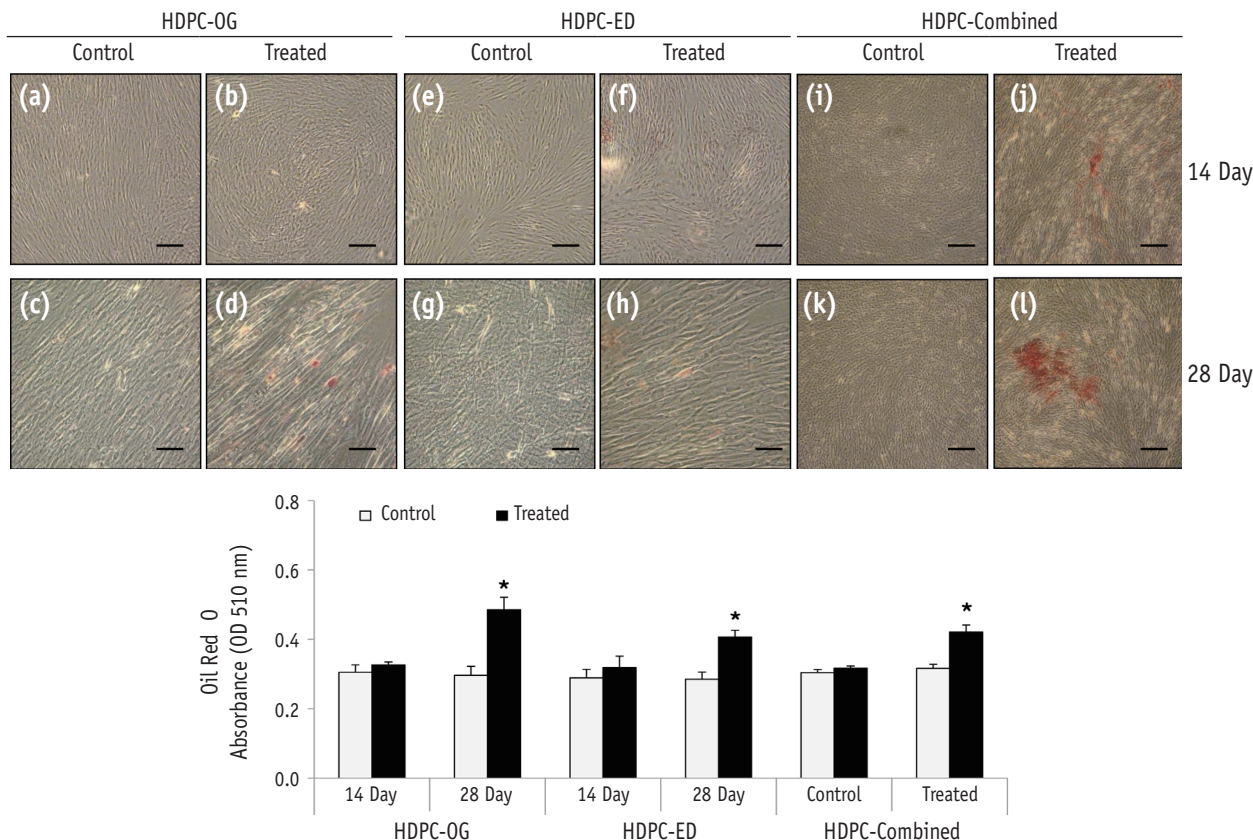 HDPC-OG HDPC-ED HDPC-Combined
Control Treated Control Treated Control Treated
(a) (b) (e) (f) (i) (j) 14 Day
(c) (d) (g) (h) (k) (l) 28 Day
0.8
0.6
0.4
0.2
0.0
Oil Red O
Absorbance (OD 510 nm)
Control Treated
* * *
14 Day 28 Day 14 Day 28 Day Control Treated
HDPC-OG HDPC-ED HDPC-Combined